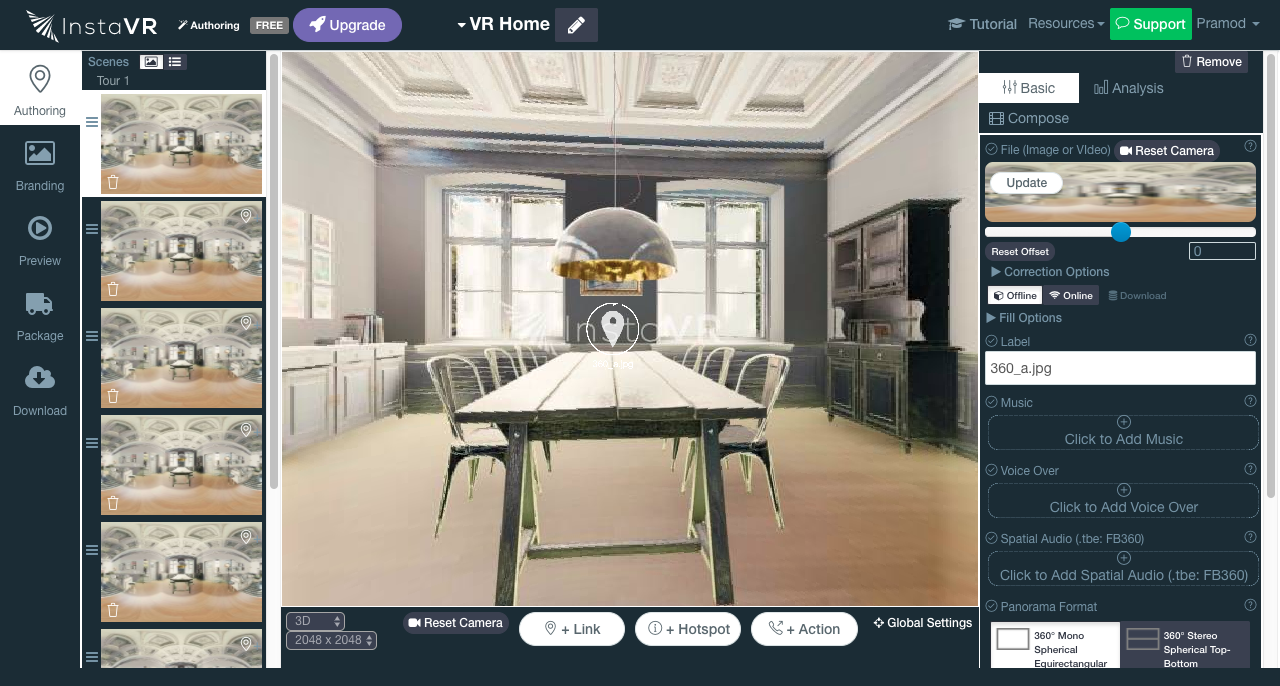 InstaVR
Authoring
FREE
Upgrade
VR Home
Tutorial
Resources
Support
Pramod
Authoring
Branding
Preview
Package
Download
Scenes
Tour 1
InstaVR
3D
2048 x 2048
Reset Camera
+ Link
+ Hotspot
+ Action
Global Settings
Remove
Basic
Analysis
Compose
File (Image or VIdeo)
Reset Camera
Update
Reset Offset
0
Correction Options
Offline
Online
Download
Fill Options
Label
360_a.jpg
Music
Click to Add Music
Voice Over
Click to Add Voice Over
Spatial Audio (.tbe: FB360)
Click to Add Spatial Audio (.tbe: FB360)
Panorama Format
360° Mono
Spherical
Equirectangular
360° Stereo
Spherical Top-
Bottom